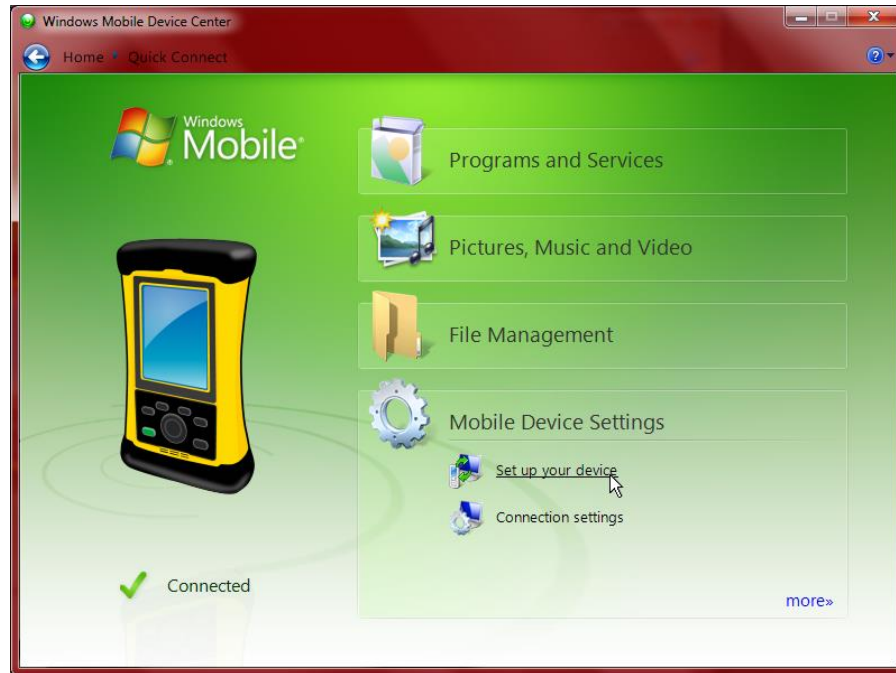 Windows Mobile Device Center
Home Quick Connect
Windows
Mobile®
Programs and Services
Pictures, Music and Video
File Management
Mobile Device Settings
Set up your device
Connection settings
Connected
more»